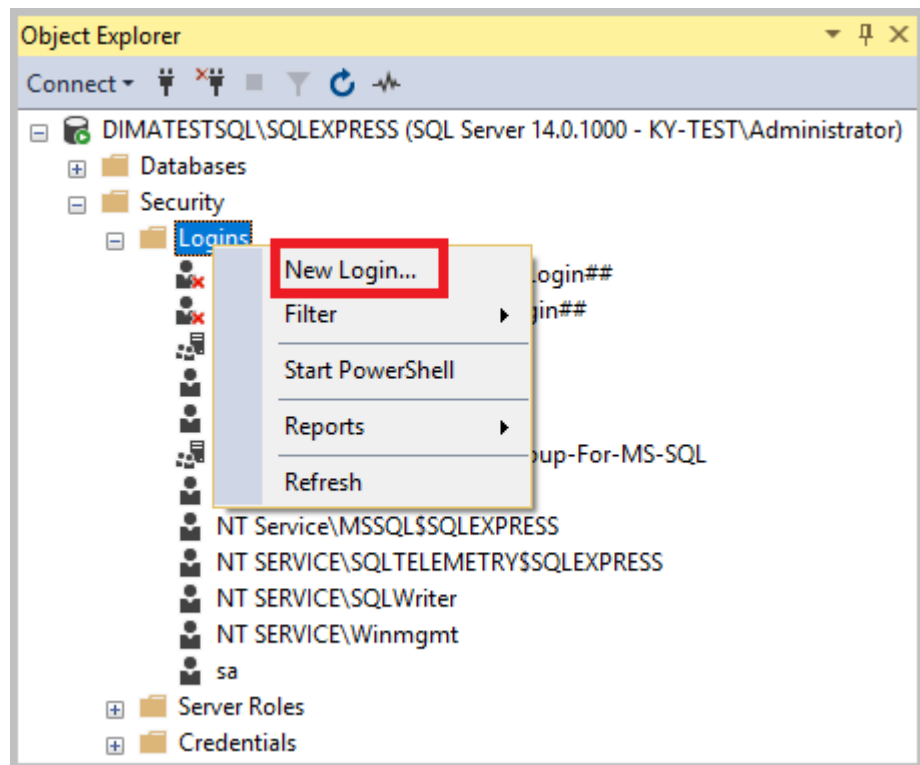 Object Explorer
Connect
DIMATESTSQL\SQLEXPRESS (SQL Server 14.0.1000 - KY-TEST\Administrator)
Databases
Security
Logins
New Login...
Login##
Filter
gin##
Start PowerShell
Reports
up-For-MS-SQL
Refresh
NT Service\MSSQL$SQLEXPRESS
NT SERVICE\SQLTELEMETRY$SQLEXPRESS
NT SERVICE\SQLWriter
NT SERVICE\Winmgmt
sa
Server Roles
Credentials